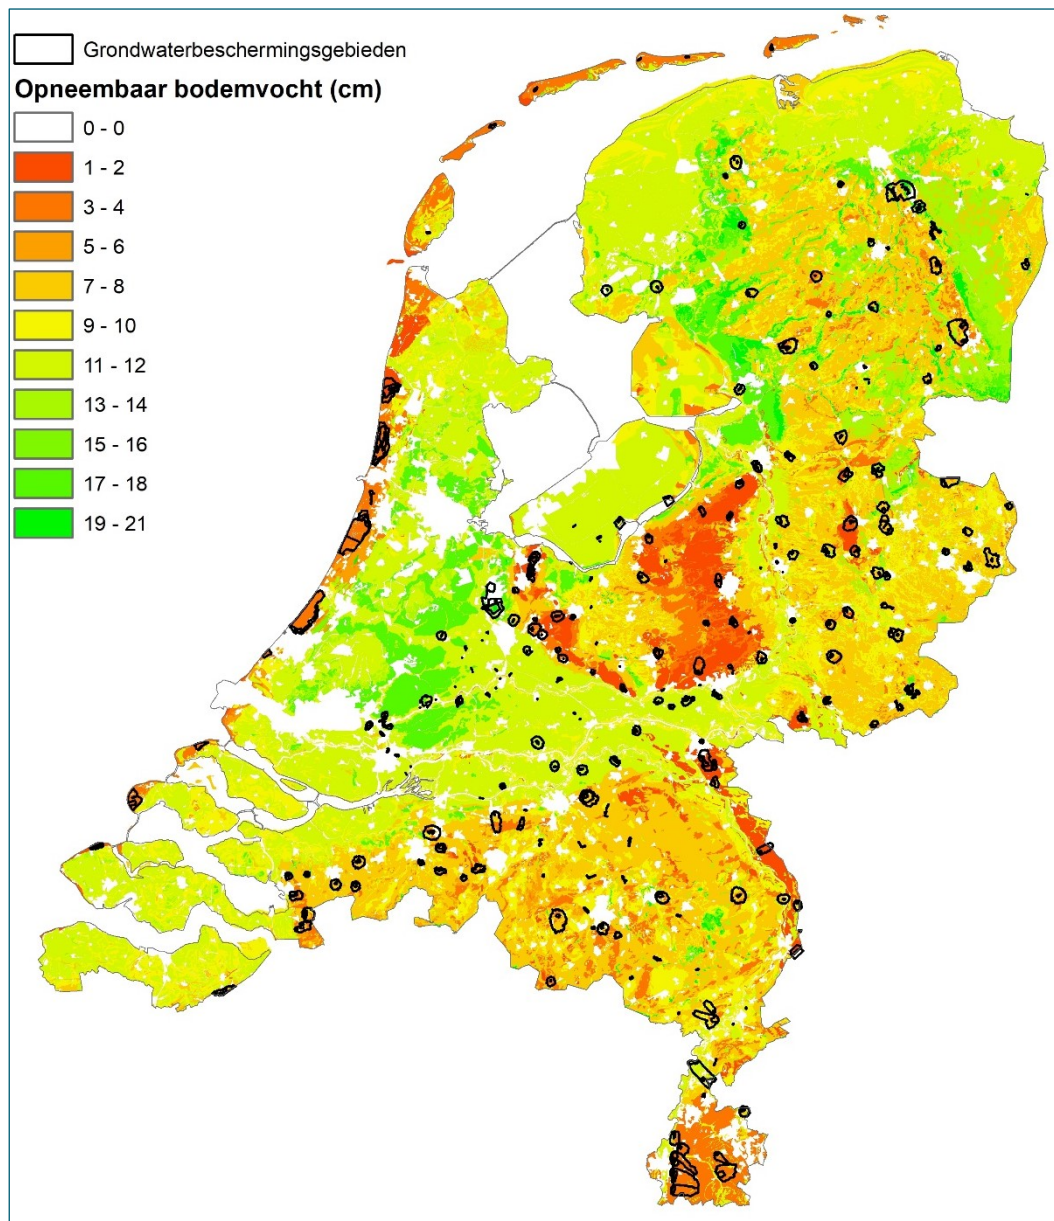 Grondwaterbeschermingsgebieden
Opneembaar bodemvocht (cm)
0 - 0
1 - 2
3 - 4
5 - 6
7 - 8
9 - 10
11 - 12
13 - 14
15 - 16
17 - 18
19 - 21